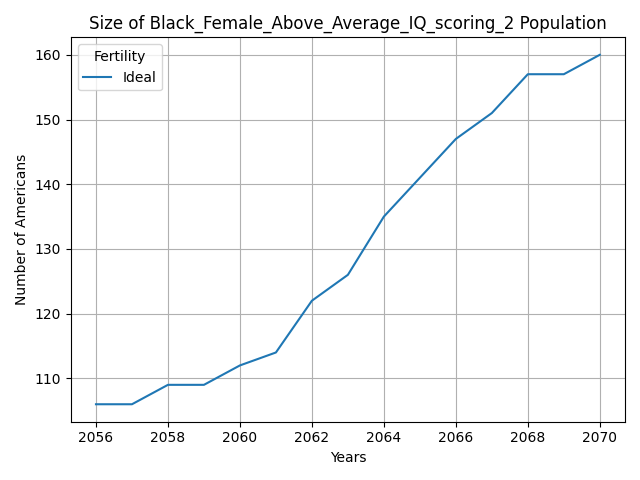 Size of Black_Female_Above_Average_IQ_scoring_2 Population
Fertility
Ideal
Number of Americans
160
150
140
130
120
110
2056 2058 2060 2062 2064 2066 2068 2070
Years